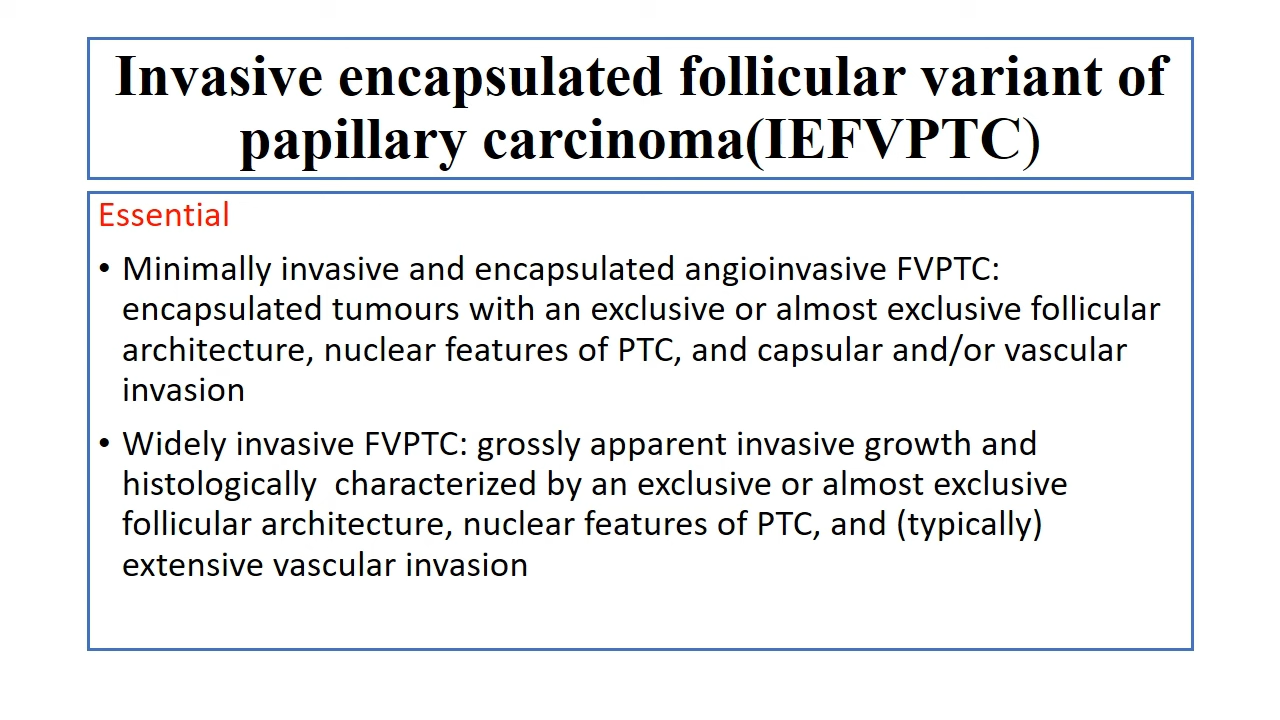 Invasive encapsulated follicular variant of
papillary carcinoma(IEFVPTC)
Essential
• Minimally invasive and encapsulated angioinvasive FVPTC:
encapsulated tumours with an exclusive or almost exclusive follicular
architecture, nuclear features of PTC, and capsular and/or vascular
invasion
• Widely invasive FVPTC: grossly apparent invasive growth and
histologically  characterized by an exclusive or almost exclusive
follicular architecture, nuclear features of PTC, and (typically)
extensive vascular invasion